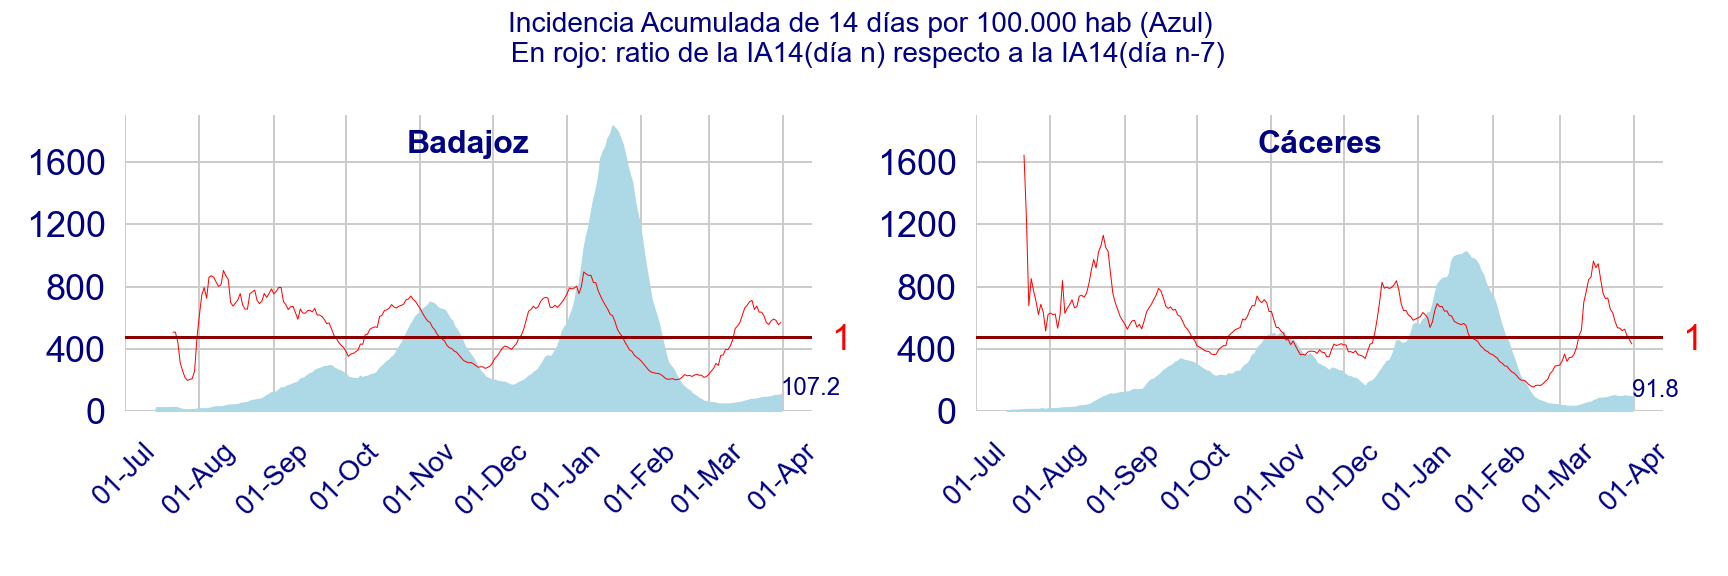 Incidencia Acumulada de 14 días por 100.000 hab (Azul)
En rojo: ratio de la IA14(día n) respecto a la IA14(día n-7)
Badajoz
1600
1200
800
400
0
1
107.2
01-Jul
01-Aug
01-Sep
01-Oct
01-Nov
01-Dec
01-Jan
01-Feb
01-Mar
01-Apr
Cáceres
1600
1200
800
400
0
1
91.8
01-Jul
01-Aug
01-Sep
01-Oct
01-Nov
01-Dec
01-Jan
01-Feb
01-Mar
01-Apr